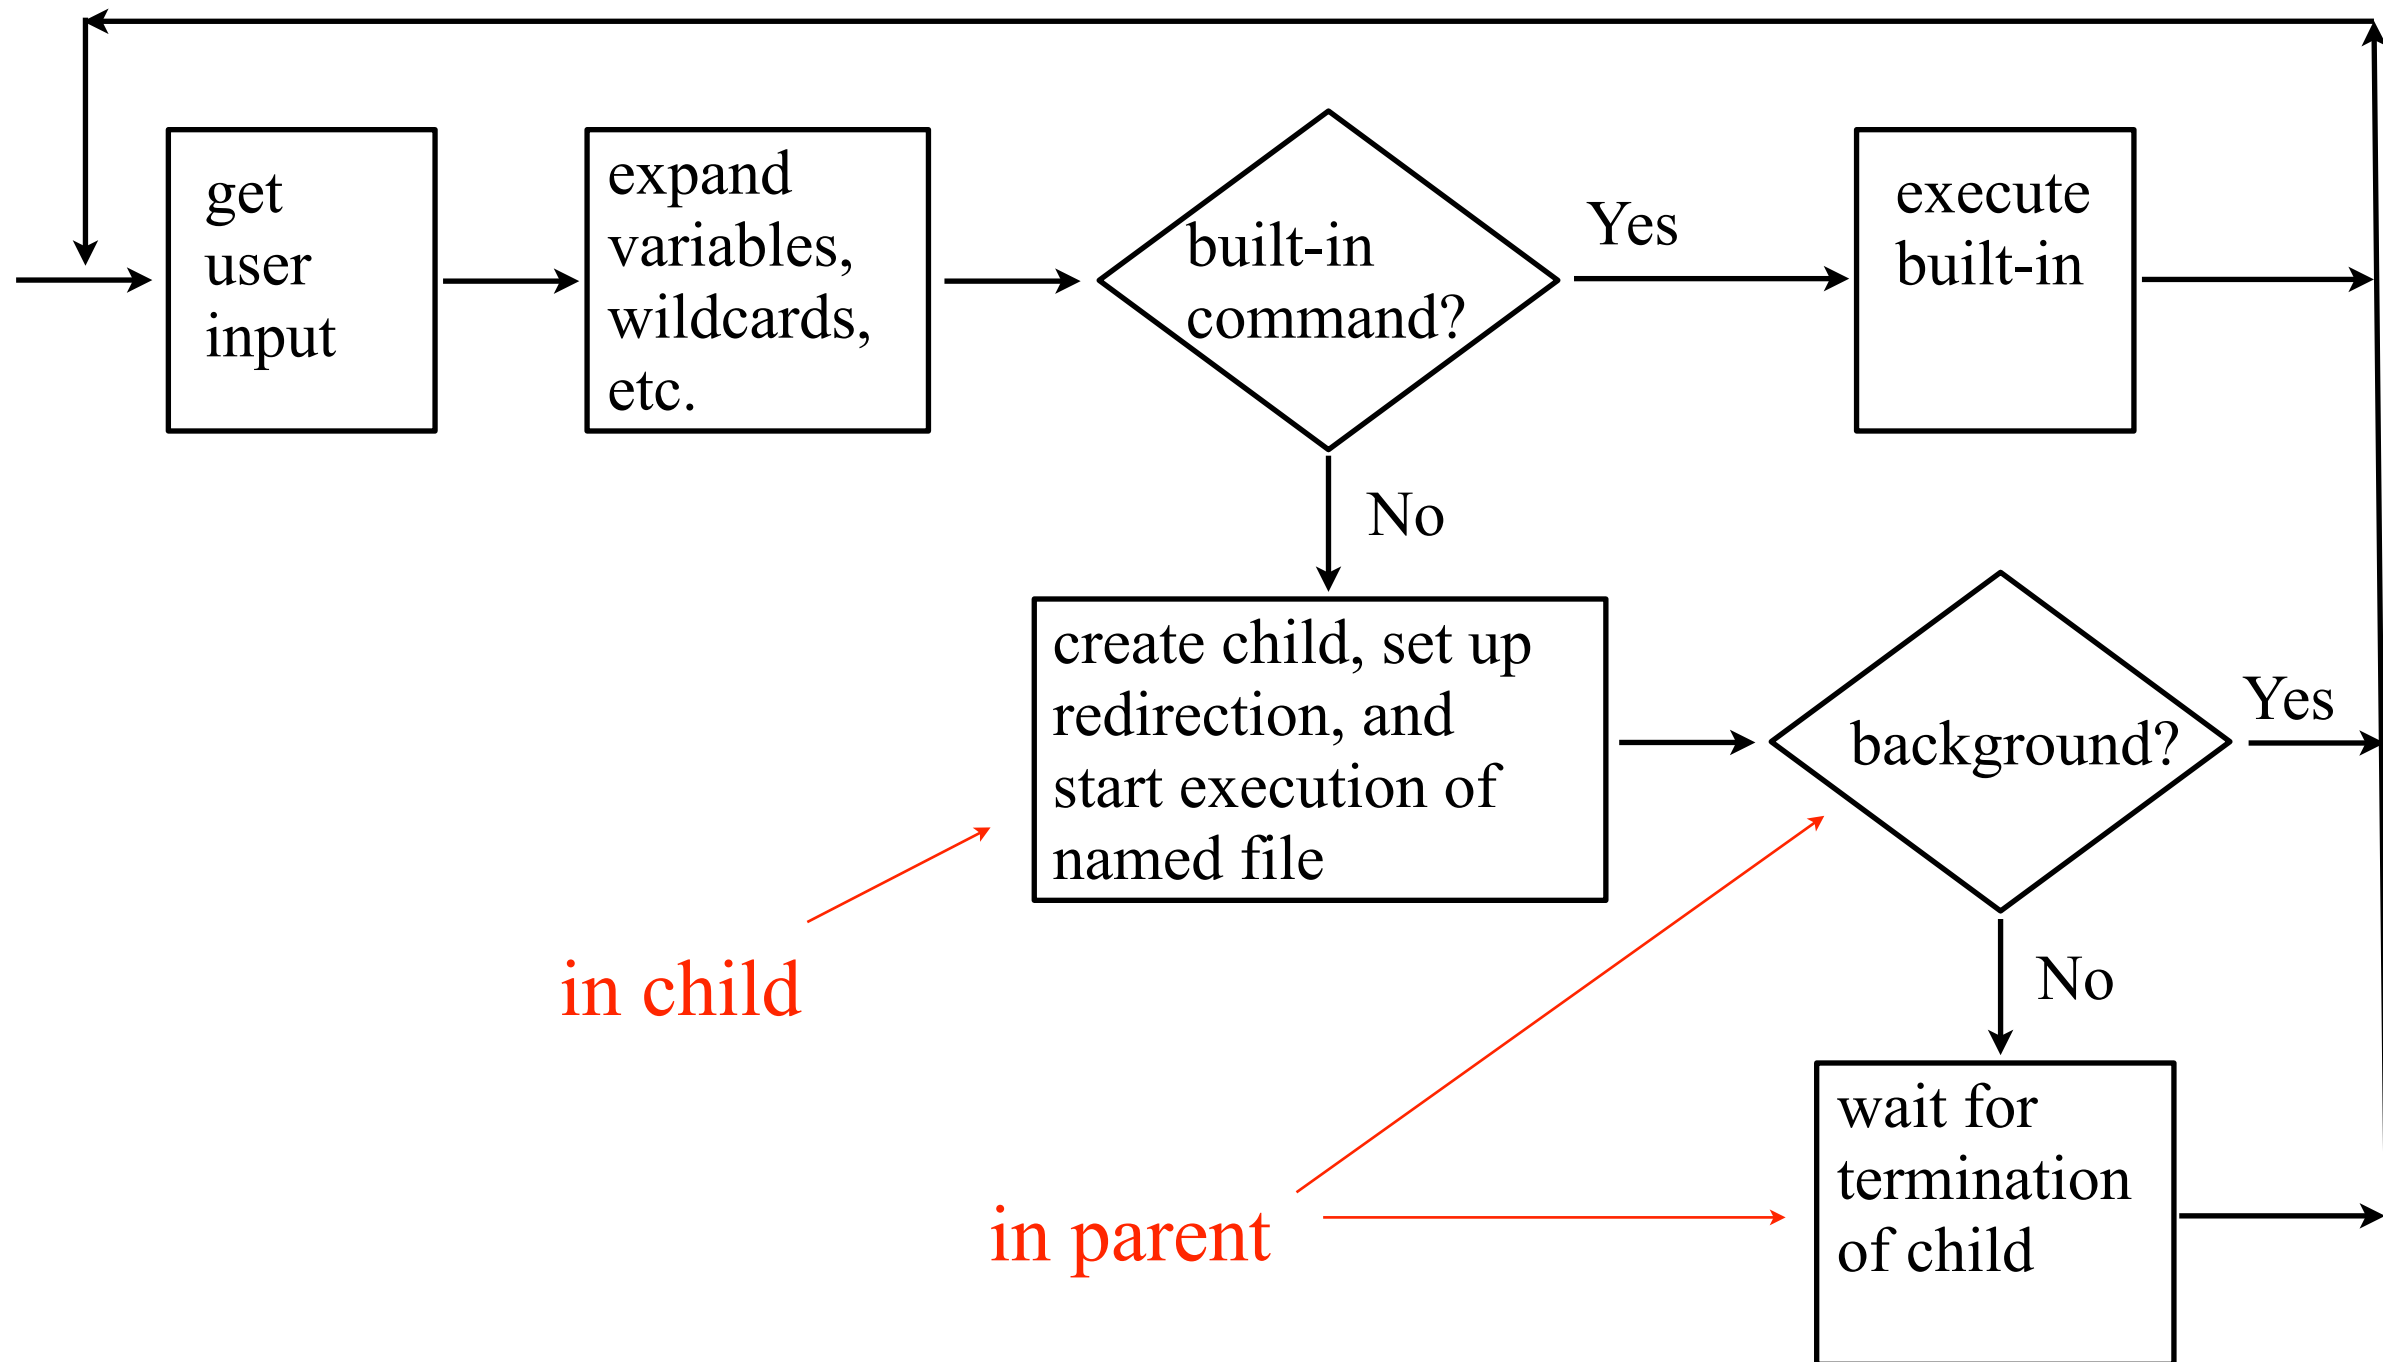 get
user
input
expand
variables,
wildcards,
etc.
built-in
command?
Yes
execute
built-in
No
create child, set up
redirection, and
start execution of
named file
background?
Yes
in child
No
wait for
termination
of child
in parent